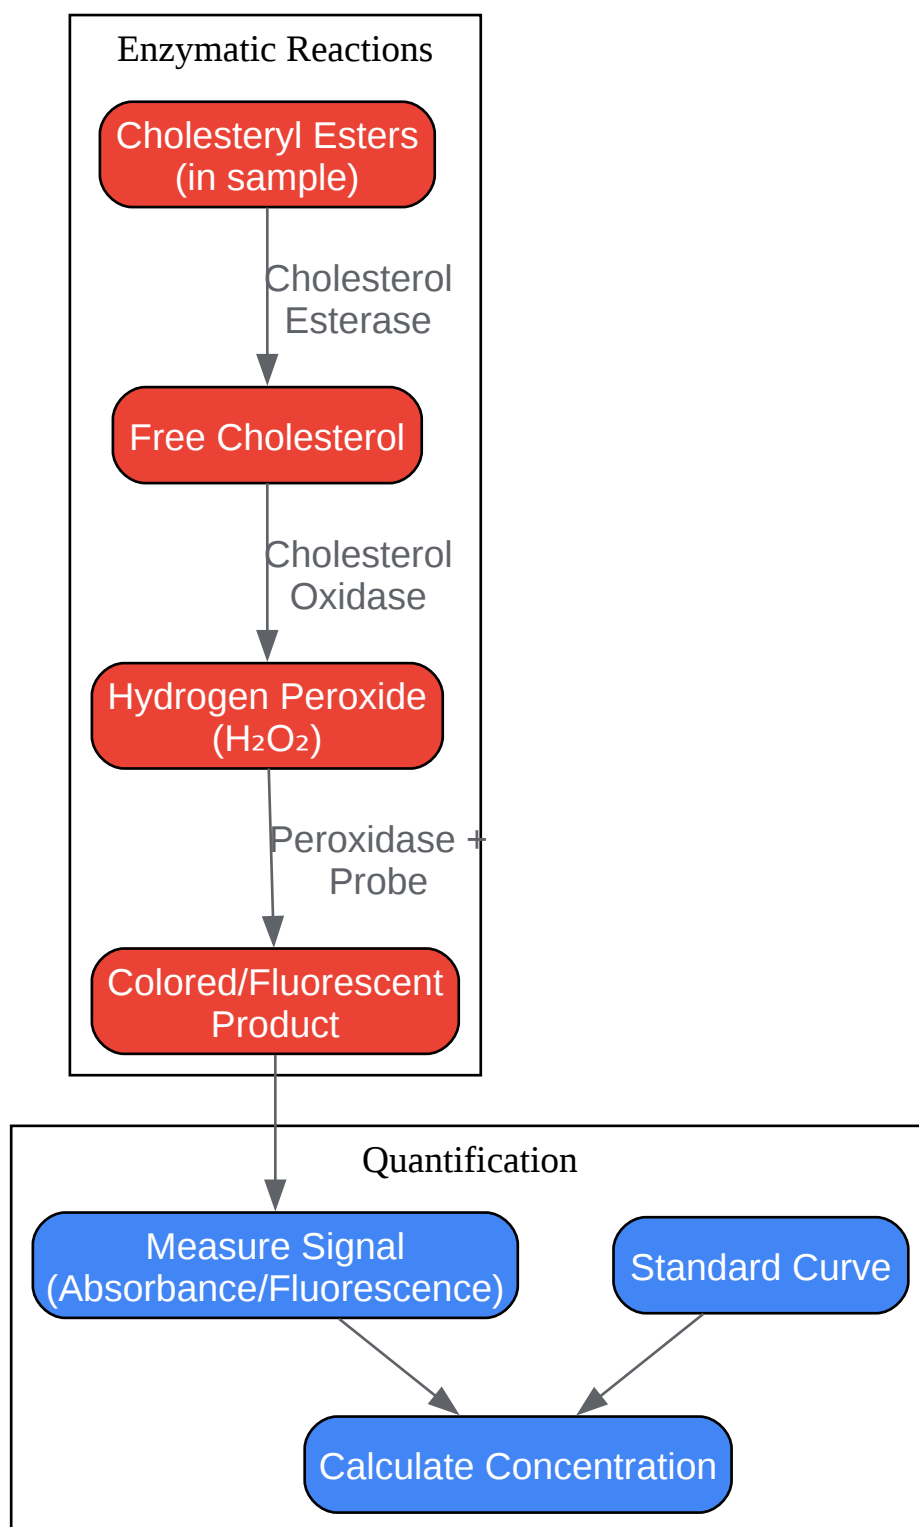 Enzymatic Reactions
Cholesteryl Esters
(in sample)
Cholesterol
Esterase
Free Cholesterol
Cholesterol
Oxidase
Hydrogen Peroxide
(H₂O₂)
Peroxidase +
Probe
Colored/Fluorescent
Product
Quantification
Measure Signal
(Absorbance/Fluorescence)
Standard Curve
Calculate Concentration